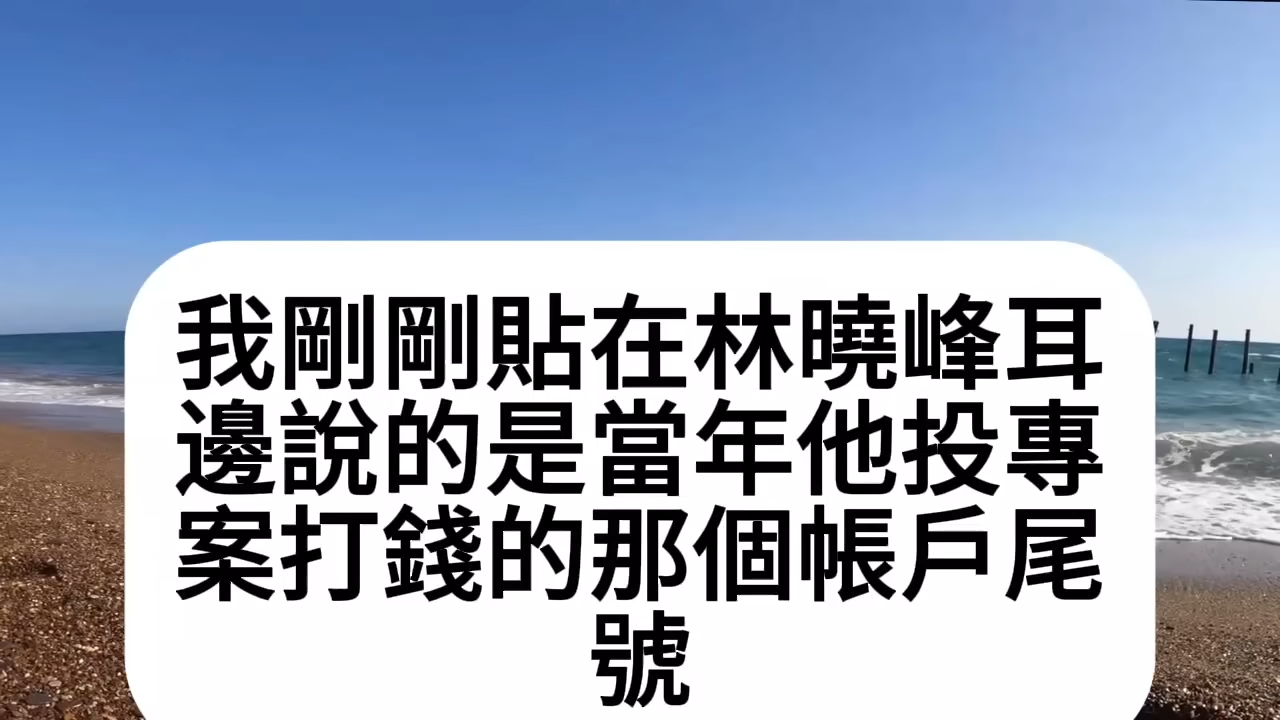 我剛剛貼在林曉峰耳
邊說的是當年他投專
案打錢的那個帳戶尾
號